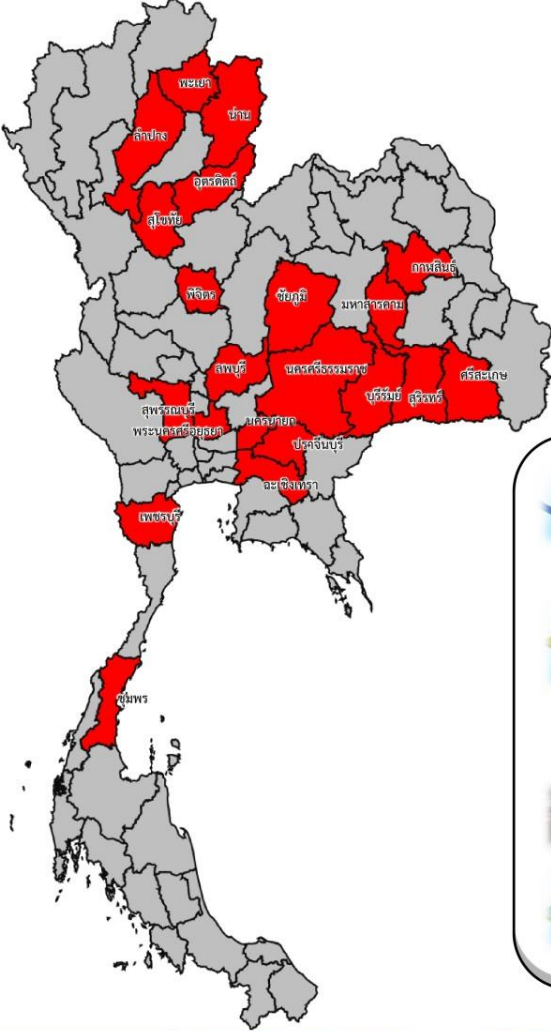 พะเยา
น่าน
ลำปาง
อุตรดิตถ์
สุโขทัย
กาฬสินธุ์
พิจิตร
ชัยภูมิ
มหาสารคาม
ลพบุรี
นครศรีธรรมราช
ศรีสะเกษ
บุรีรัมย์
สุริทร์
สุพรรณบุรี
นครนายก
พระนครศรีอยุธยา
ปราจีนบุรี
ฉะเชิงเทรา
เพชรบุรี
ชุมพร